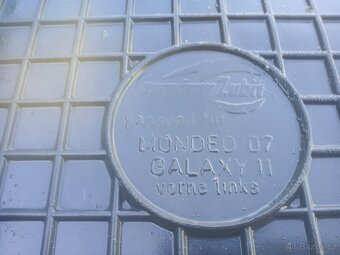 passend für
MONDEO 07
GALAXY 11
vorne links